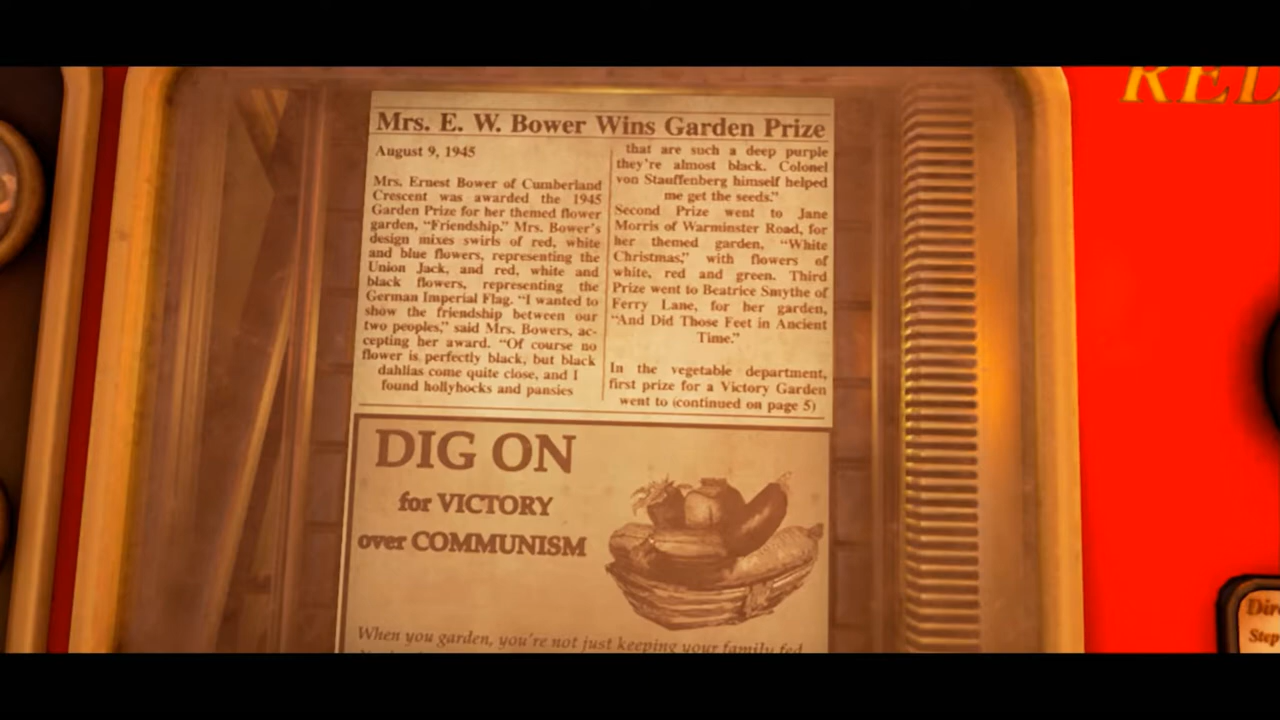 RED
Mrs. E. W. Bower Wins Garden Prize
August 9, 1945
Mrs. Ernest Bower of Cumberland
Crescent was awarded the 1945
Garden Prize for her themed flower
garden, “Friendship.” Mrs. Bower’s
design mixes swirls of red, white
and blue flowers, representing the
Union Jack, and red, white and
black flowers, representing the
German Imperial Flag. “I wanted to
show the friendship between our
two peoples,” said Mrs. Bowers, ac-
cepting her award. “Of course no
flower is perfectly black, but black
dahlias come quite close, and I
found hollyhocks and pansies
that are such a deep purple
they’re almost black. Colonel
von Stauffenberg himself helped
me get the seeds.”
Second Prize went to Jane
Morris of Warminster Road, for
her themed garden, “White
Christmas,” with flowers of
white, red and green. Third
Prize went to Beatrice Smythe of
Ferry Lane, for her garden,
“And Did Those Feet in Ancient
Time.”
In the vegetable department,
first prize for a Victory Garden
went to (continued on page 5)
DIG ON
for VICTORY
over COMMUNISM
When you garden, you’re not just keeping your family fed
Step